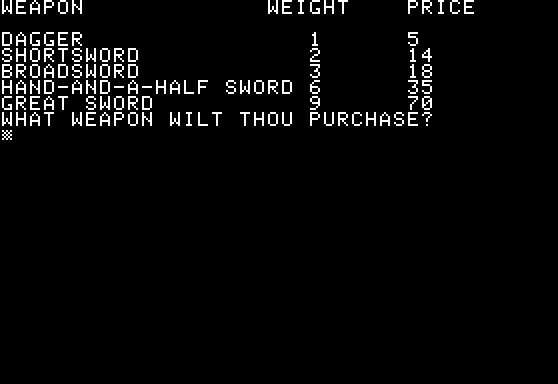 WEAPON WEIGHT PRICE
DAGGER 1 5
SHORTSWORD 2 14
BROADSWORD 3 18
HAND-AND-A-HALF SWORD 6 35
GREAT SWORD 9 70
WHAT WEAPON WILT THOU PURCHASE?